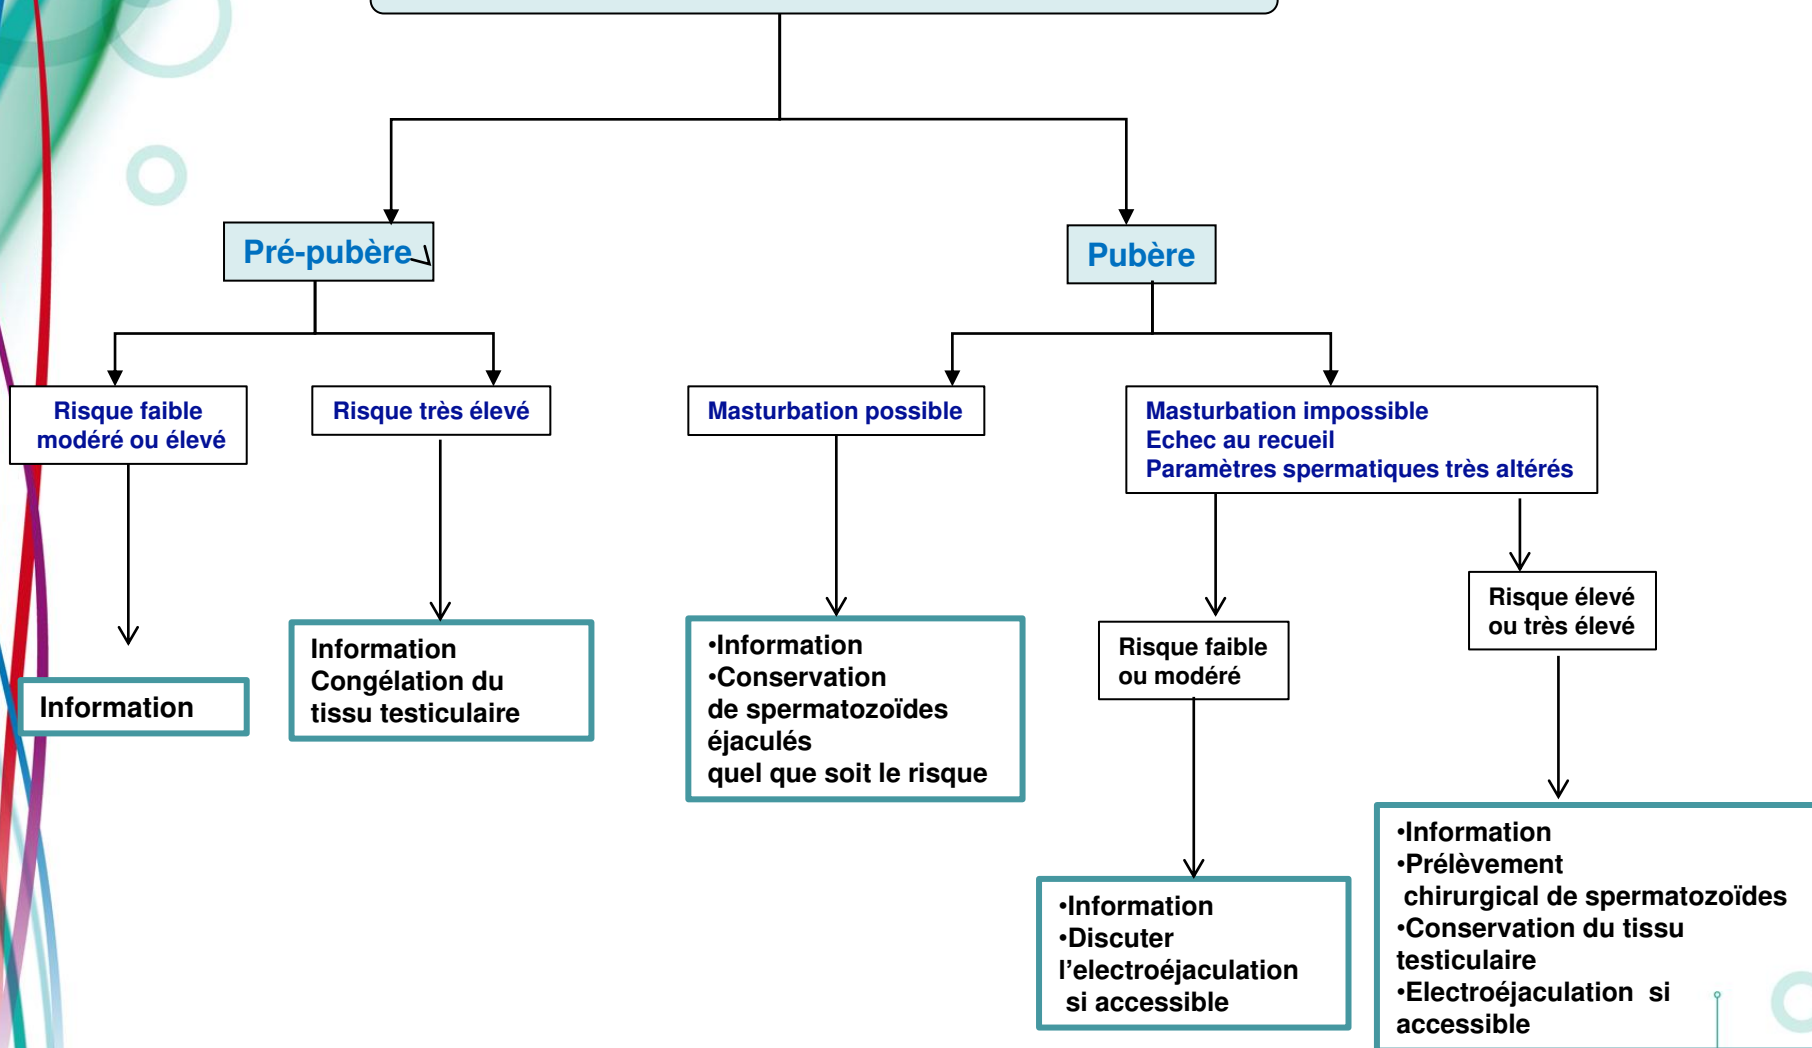 Pré-pubère
Pubère
Risque faible
modéré ou élevé
Risque très élevé
Masturbation possible
Masturbation impossible
Echec au recueil
Paramètres spermatiques très altérés
Risque élevé
ou très élevé
Risque faible
ou modéré
Information
Information
Congélation du
tissu testiculaire
•Information
•Conservation
de spermatozoïdes
éjaculés
quel que soit le risque
•Information
•Discuter
l’electroéjaculation
si accessible
•Information
•Prélèvement
chirurgical de spermatozoïdes
•Conservation du tissu
testiculaire
•Electroéjaculation si
accessible